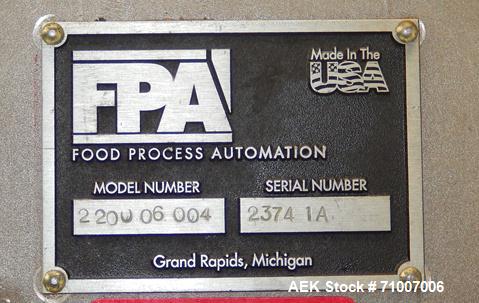 FPA
Made In The
USA
FOOD PROCESS AUTOMATION
MODEL NUMBER SERIAL NUMBER
220W 06 004 2374 1A
Grand Rapids, Michigan
AEK Stock # 71007006